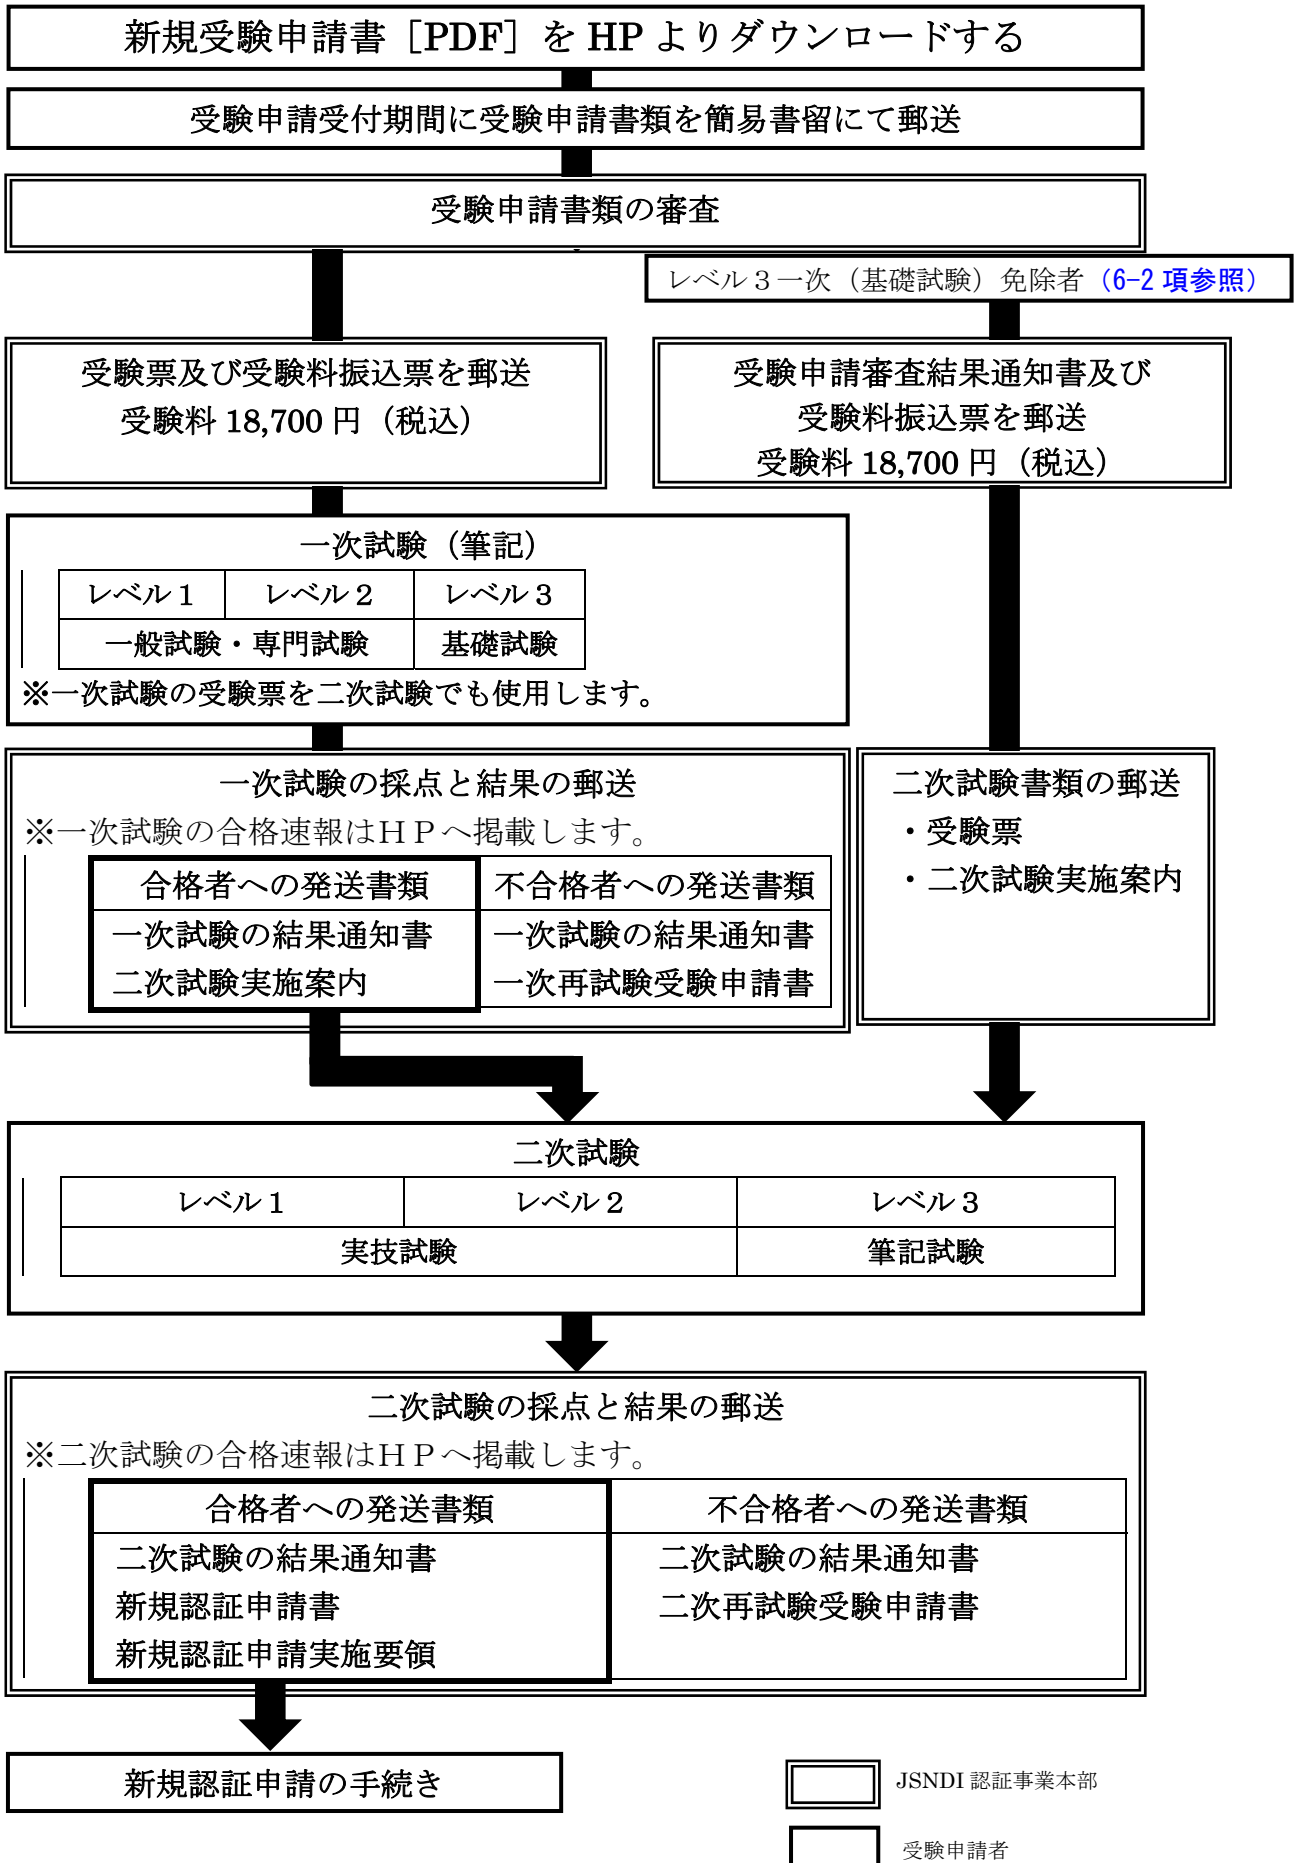 新規受験申請書［PDF］を HP よりダウンロードする
受験申請受付期間に受験申請書類を簡易書留にて郵送
受験申請書類の審査
レベル３一次（基礎試験）免除者（6-2 項参照）
受験票及び受験料振込票を郵送
受験料 18,700 円（税込）
受験申請審査結果通知書及び
受験料振込票を郵送
受験料 18,700 円（税込）
一次試験（筆記）
レベル１ レベル２ レベル３
一般試験・専門試験 基礎試験
※一次試験の受験票を二次試験でも使用します。
一次試験の採点と結果の郵送
※一次試験の合格速報はＨＰへ掲載します。
合格者への発送書類 不合格者への発送書類
一次試験の結果通知書 一次試験の結果通知書
二次試験実施案内 一次再試験受験申請書
二次試験書類の郵送
・受験票
・二次試験実施案内
二次試験
レベル１ レベル２ レベル３
実技試験 筆記試験
二次試験の採点と結果の郵送
※二次試験の合格速報はＨＰへ掲載します。
合格者への発送書類 不合格者への発送書類
二次試験の結果通知書 二次試験の結果通知書
新規認証申請書 二次再試験受験申請書
新規認証申請実施要領
新規認証申請の手続き
JSNDI 認証事業本部
受験申請者